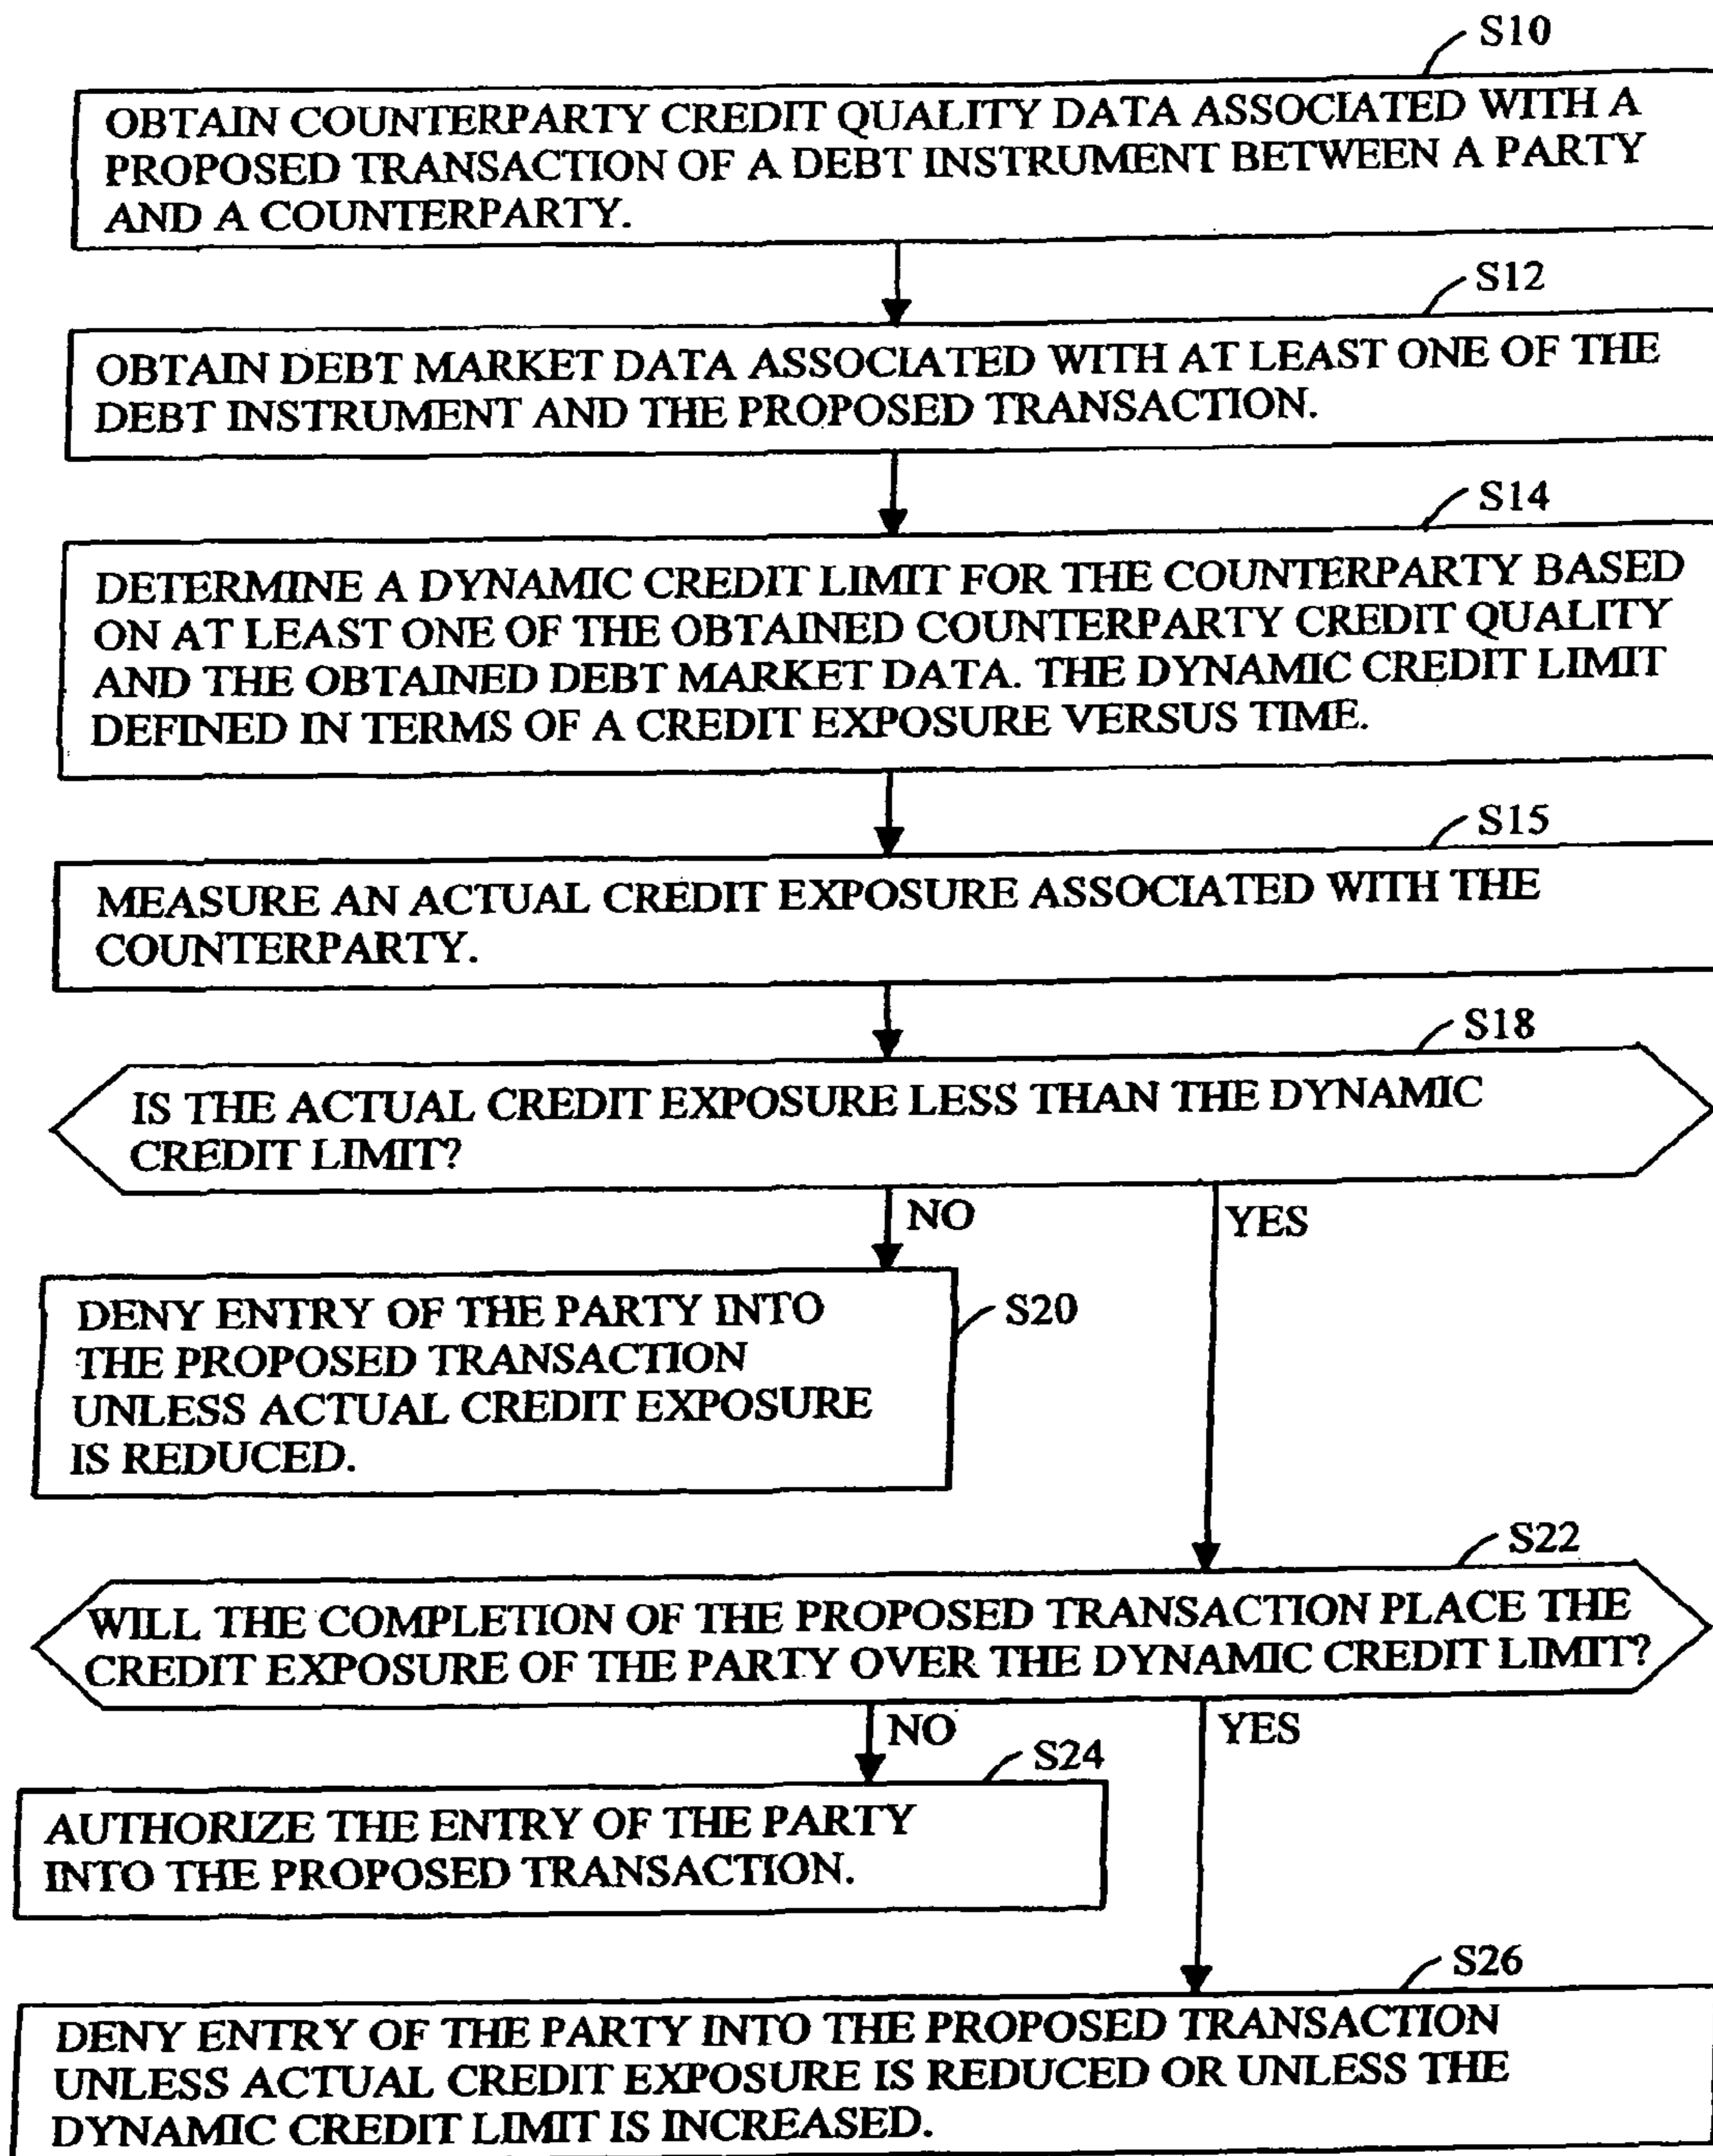 S10
OBTAIN COUNTERPARTY CREDIT QUALITY DATA ASSOCIATED WITH A
PROPOSED TRANSACTION OF A DEBT INSTRUMENT BETWEEN A PARTY
AND A COUNTERPARTY.
S12
OBTAIN DEBT MARKET DATA ASSOCIATED WITH AT LEAST ONE OF THE
DEBT INSTRUMENT AND THE PROPOSED TRANSACTION.
S14
DETERMINE A DYNAMIC CREDIT LIMIT FOR THE COUNTERPARTY BASED
ON AT LEAST ONE OF THE OBTAINED COUNTERPARTY CREDIT QUALITY
AND THE OBTAINED DEBT MARKET DATA. THE DYNAMIC CREDIT LIMIT
DEFINED IN TERMS OF A CREDIT EXPOSURE VERSUS TIME.
S15
MEASURE AN ACTUAL CREDIT EXPOSURE ASSOCIATED WITH THE
COUNTERPARTY.
S18
IS THE ACTUAL CREDIT EXPOSURE LESS THAN THE DYNAMIC
CREDIT LIMIT?
NO
YES
DENY ENTRY OF THE PARTY INTO
THE PROPOSED TRANSACTION
UNLESS ACTUAL CREDIT EXPOSURE
IS REDUCED.
S20
S22
WILL THE COMPLETION OF THE PROPOSED TRANSACTION PLACE THE
CREDIT EXPOSURE OF THE PARTY OVER THE DYNAMIC CREDIT LIMIT?
NO
YES
S24
AUTHORIZE THE ENTRY OF THE PARTY
INTO THE PROPOSED TRANSACTION.
S26
DENY ENTRY OF THE PARTY INTO THE PROPOSED TRANSACTION
UNLESS ACTUAL CREDIT EXPOSURE IS REDUCED OR UNLESS THE
DYNAMIC CREDIT LIMIT IS INCREASED.